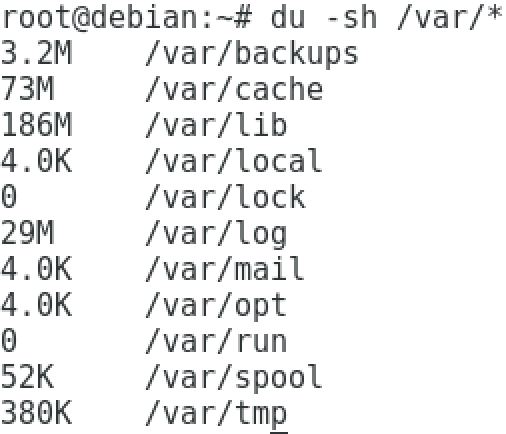 root@debian:~# du -sh /var/*
3.2M    /var/backups
73M     /var/cache
186M    /var/lib
4.0K    /var/local
0       /var/lock
29M     /var/log
4.0K    /var/mail
4.0K    /var/opt
0       /var/run
52K     /var/spool
380K    /var/tmp